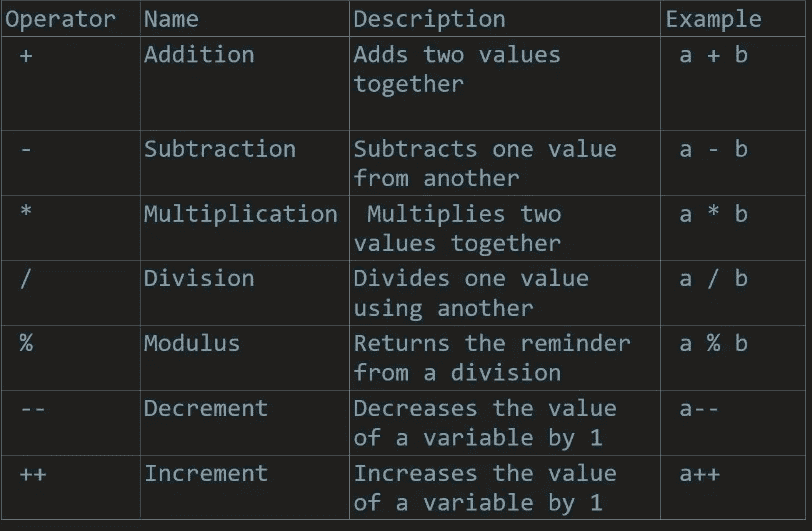 Operator Name Description Example
+ Addition Adds two values a + b
together
- Subtraction Subtracts one value a - b
from another
* Multiplication Multiplies two a * b
values together
/ Division Divides one value a / b
using another
% Modulus Returns the reminder a % b
from a division
-- Decrement Decreases the value a--
of a variable by 1
++ Increment Increases the value a++
of a variable by 1